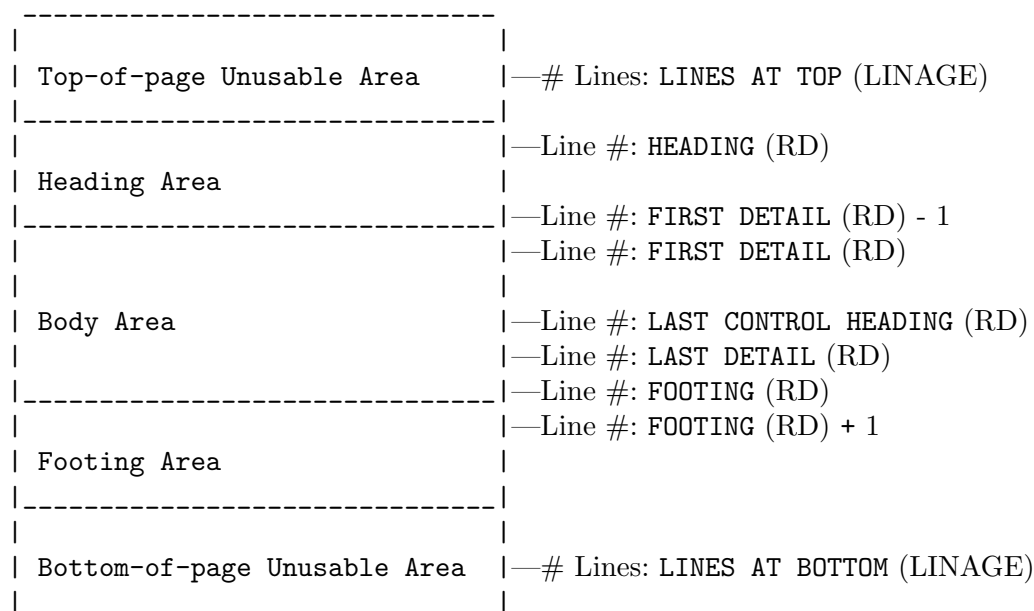 Top-of-page Unusable Area —# Lines: LINES AT TOP (LINAGE)
—Line #: HEADING (RD)
Heading Area
—Line #: FIRST DETAIL (RD) - 1
—Line #: FIRST DETAIL (RD)
Body Area —Line #: LAST CONTROL HEADING (RD)
—Line #: LAST DETAIL (RD)
—Line #: FOOTING (RD)
—Line #: FOOTING (RD) + 1
Footing Area
Bottom-of-page Unusable Area —# Lines: LINES AT BOTTOM (LINAGE)